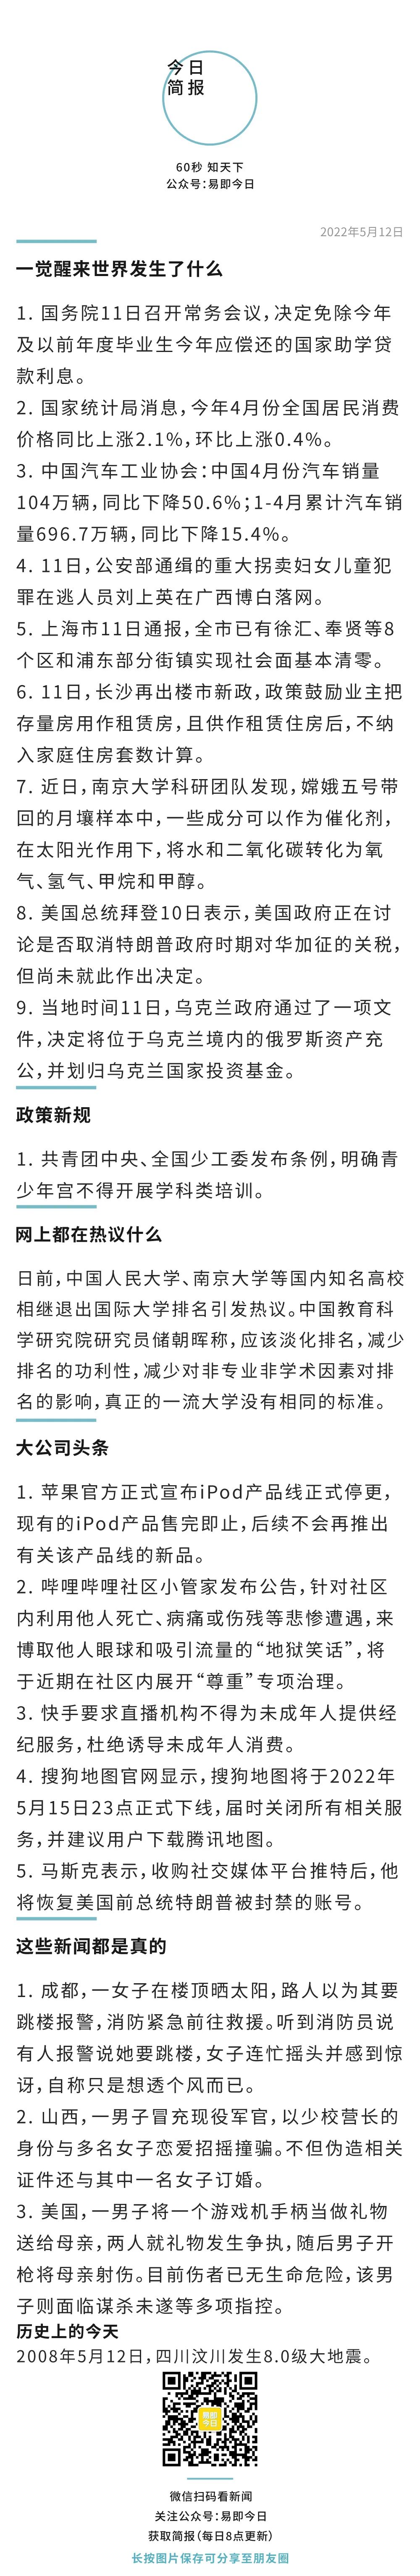 今日
简报
60秒 知天下
公众号：易即今日
2022年5月12日
一觉醒来世界发生了什么
1. 国务院11日召开常务会议，决定免除今年
及以前年度毕业生今年应偿还的国家助学贷
款利息。
2. 国家统计局消息，今年4月份全国居民消费
价格同比上涨2.1%，环比上涨0.4%。
3. 中国汽车工业协会：中国4月份汽车销量
104万辆，同比下降50.6%；1-4月累计汽车销
量696.7万辆，同比下降15.4%。
4. 11日，公安部通缉的重大拐卖妇女儿童犯
罪在逃人员刘上英在广西博白落网。
5. 上海市11日通报，全市已有徐汇、奉贤等8
个区和浦东部分街镇实现社会面基本清零。
6. 11日，长沙再出楼市新政，政策鼓励业主把
存量房用作租赁房，且供作租赁住房后，不纳
入家庭住房套数计算。
7. 近日，南京大学科研团队发现，嫦娥五号带
回的月壤样本中，一些成分可以作为催化剂，
在太阳光作用下，将水和二氧化碳转化为氧
气、氢气、甲烷和甲醇。
8. 美国总统拜登10日表示，美国政府正在讨
论是否取消特朗普政府时期对华加征的关税，
但尚未就此作出决定。
9. 当地时间11日，乌克兰政府通过了一项文
件，决定将位于乌克兰境内的俄罗斯资产充
公，并划归乌克兰国家投资基金。
政策新规
1. 共青团中央、全国少工委发布条例，明确青
少年宫不得开展学科类培训。
网上都在热议什么
日前，中国人民大学、南京大学等国内知名高校
相继退出国际大学排名引发热议。中国教育科
学研究院研究员储朝晖称，应该淡化排名，减少
排名的功利性，减少对非专业非学术因素对排
名的影响，真正的一流大学没有相同的标准。
大公司头条
1. 苹果官方正式宣布iPod产品线正式停更，
现有的iPod产品售完即止，后续不会再推出
有关该产品线的新品。
2. 哔哩哔哩社区小管家发布公告，针对社区
内利用他人死亡、病痛或伤残等悲惨遭遇，来
博取他人眼球和吸引流量的“地狱笑话”，将
于近期在社区内展开“尊重”专项治理。
3. 快手要求直播机构不得为未成年人提供经
纪服务，杜绝诱导未成年人消费。
4. 搜狗地图官网显示，搜狗地图将于2022年
5月15日23点正式下线，届时关闭所有相关服
务，并建议用户下载腾讯地图。
5. 马斯克表示，收购社交媒体平台推特后，他
将恢复美国前总统特朗普被封禁的账号。
这些新闻都是真的
1. 成都，一女子在楼顶晒太阳，路人以为其要
跳楼报警，消防紧急前往救援。听到消防员说
有人报警说她要跳楼，女子连忙摇头并感到惊
讶，自称只是想透个风而已。
2. 山西，一男子冒充现役军官，以少校营长的
身份与多名女子恋爱招摇撞骗。不但伪造相关
证件还与其中一名女子订婚。
3. 美国，一男子将一个游戏机手柄当做礼物
送给母亲，两人就礼物发生争执，随后男子开
枪将母亲射伤。目前伤者已无生命危险，该男
子则面临谋杀未遂等多项指控。
历史上的今天
2008年5月12日，四川汶川发生8.0级大地震。
易即
今日
微信扫码看新闻
关注公众号：易即今日
获取简报（每日8点更新）
长按图片保存可分享至朋友圈